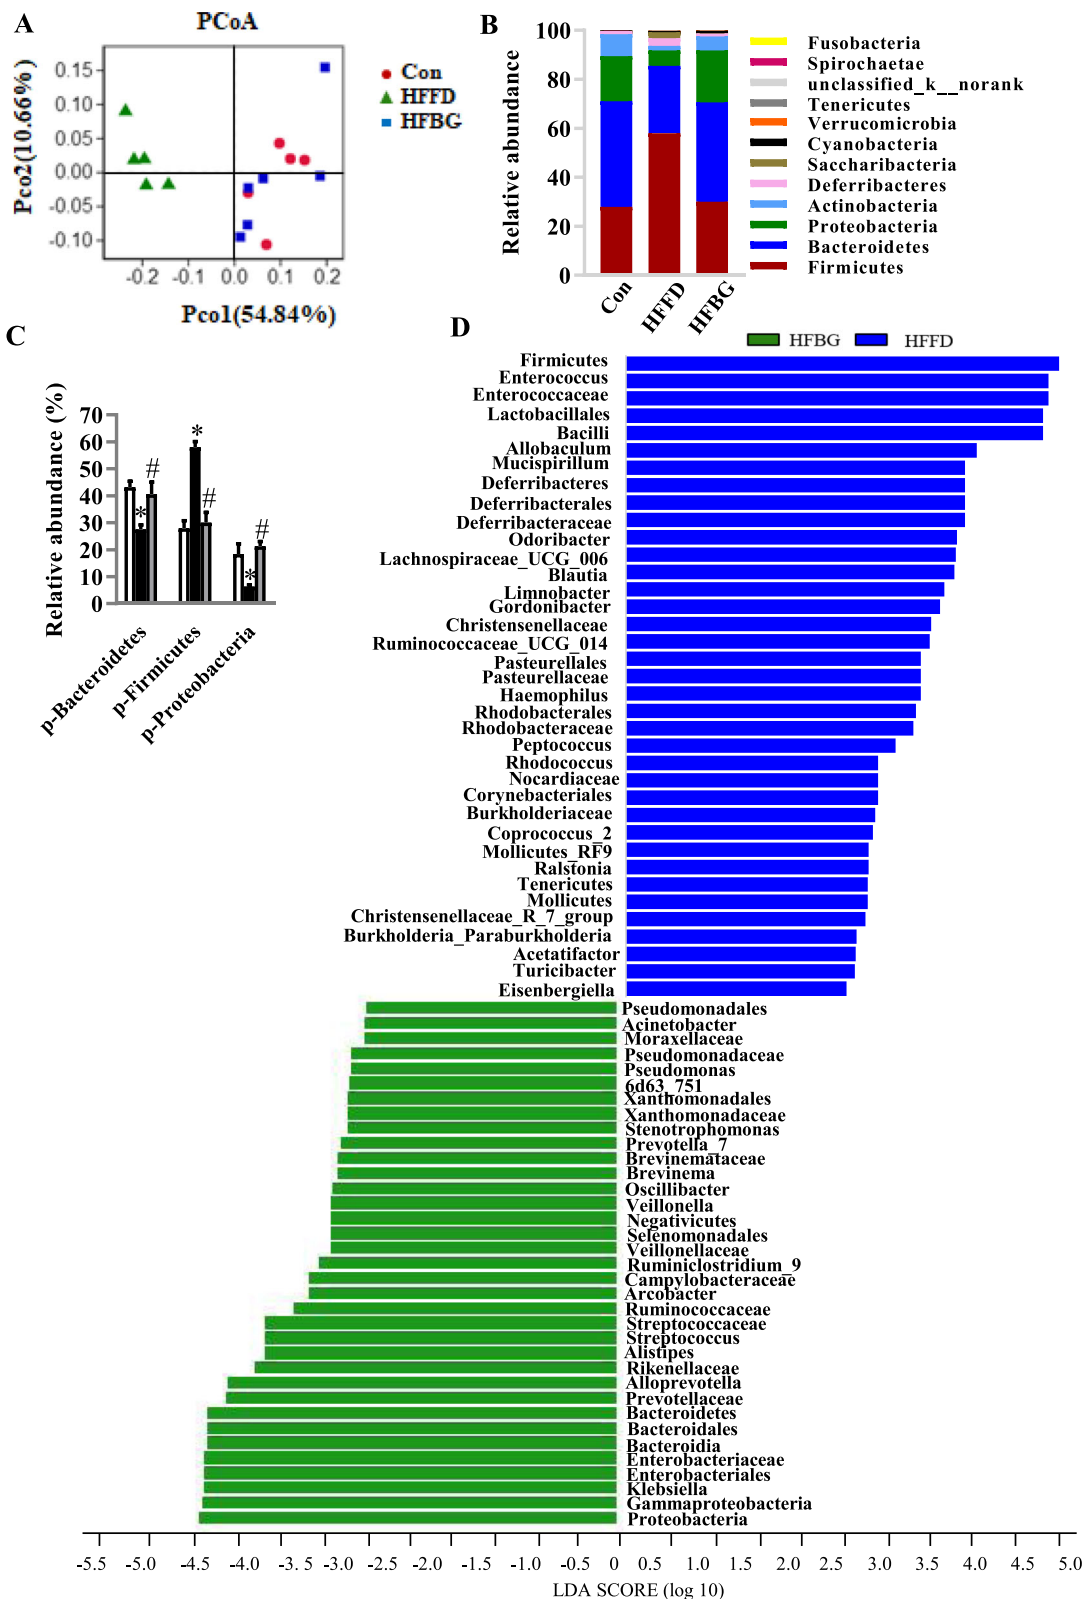 A
PCoA
Pco2(10.66%)
0.15
0.10
0.05
0.00
-0.05
-0.10
-0.2
-0.1
0.0
0.1
0.2
Pco1(54.84%)
Con
HFFD
HFBG
B
Relative abundance
100
80
60
40
20
0
Con
HFFD
HFBG
Fusobacteria
Spirochaetae
unclassified_k__norank
Tenericutes
Verrucomicrobia
Cyanobacteria
Saccharibacteria
Deferribacteres
Actinobacteria
Proteobacteria
Bacteroidetes
Firmicutes
C
Relative abundance (%)
70
60
50
40
30
20
10
0
*
#
*
#
*
#
p-Bacteroidetes
p-Firmicutes
p-Proteobacteria
D
HFBG
HFFD
Firmicutes
Enterococcus
Enterococcaceae
Lactobacillales
Bacilli
Allobaculum
Mucispirillum
Deferribacteres
Deferribacterales
Deferribacteraceae
Odoribacter
Lachnospiraceae_UCG_006
Blautia
Limnobacter
Gordonibacter
Christensenellaceae
Ruminococcaceae_UCG_014
Pasteurellales
Pasteurellaceae
Haemophilus
Rhodobacterales
Rhodobacteraceae
Peptococcus
Rhodococcus
Nocardiaceae
Corynebacteriales
Burkholderiaceae
Coprococcus_2
Mollicutes_RF9
Ralstonia
Tenericutes
Mollicutes
Christensenellaceae_R_7_group
Burkholderia_Paraburkholderia
Acetatifactor
Turicibacter
Eisenbergiella
Pseudomonadales
Acinetobacter
Moraxellaceae
Pseudomonadaceae
Pseudomonas
6d63_751
Xanthomonadales
Xanthomonadaceae
Stenotrophomonas
Prevotella_7
Brevinemataceae
Brevinema
Oscillibacter
Veillonella
Negativicutes
Selenomonadales
Veillonellaceae
Ruminiclostridium_9
Campylobacteraceae
Arcobacter
Ruminococcaceae
Streptococcaceae
Streptococcus
Alistipes
Rikenellaceae
Alloprevotella
Prevotellaceae
Bacteroidetes
Bacteroidales
Bacteroidia
Enterobacteriaceae
Enterobacteriales
Klebsiella
Gammaproteobacteria
Proteobacteria
-5.5 -5.0 -4.5 -4.0 -3.5 -3.0 -2.5 -2.0 -1.5 -1.0 -0.5 0 0.5 1.0 1.5 2.0 2.5 3.0 3.5 4.0 4.5 5.0
LDA SCORE (log 10)